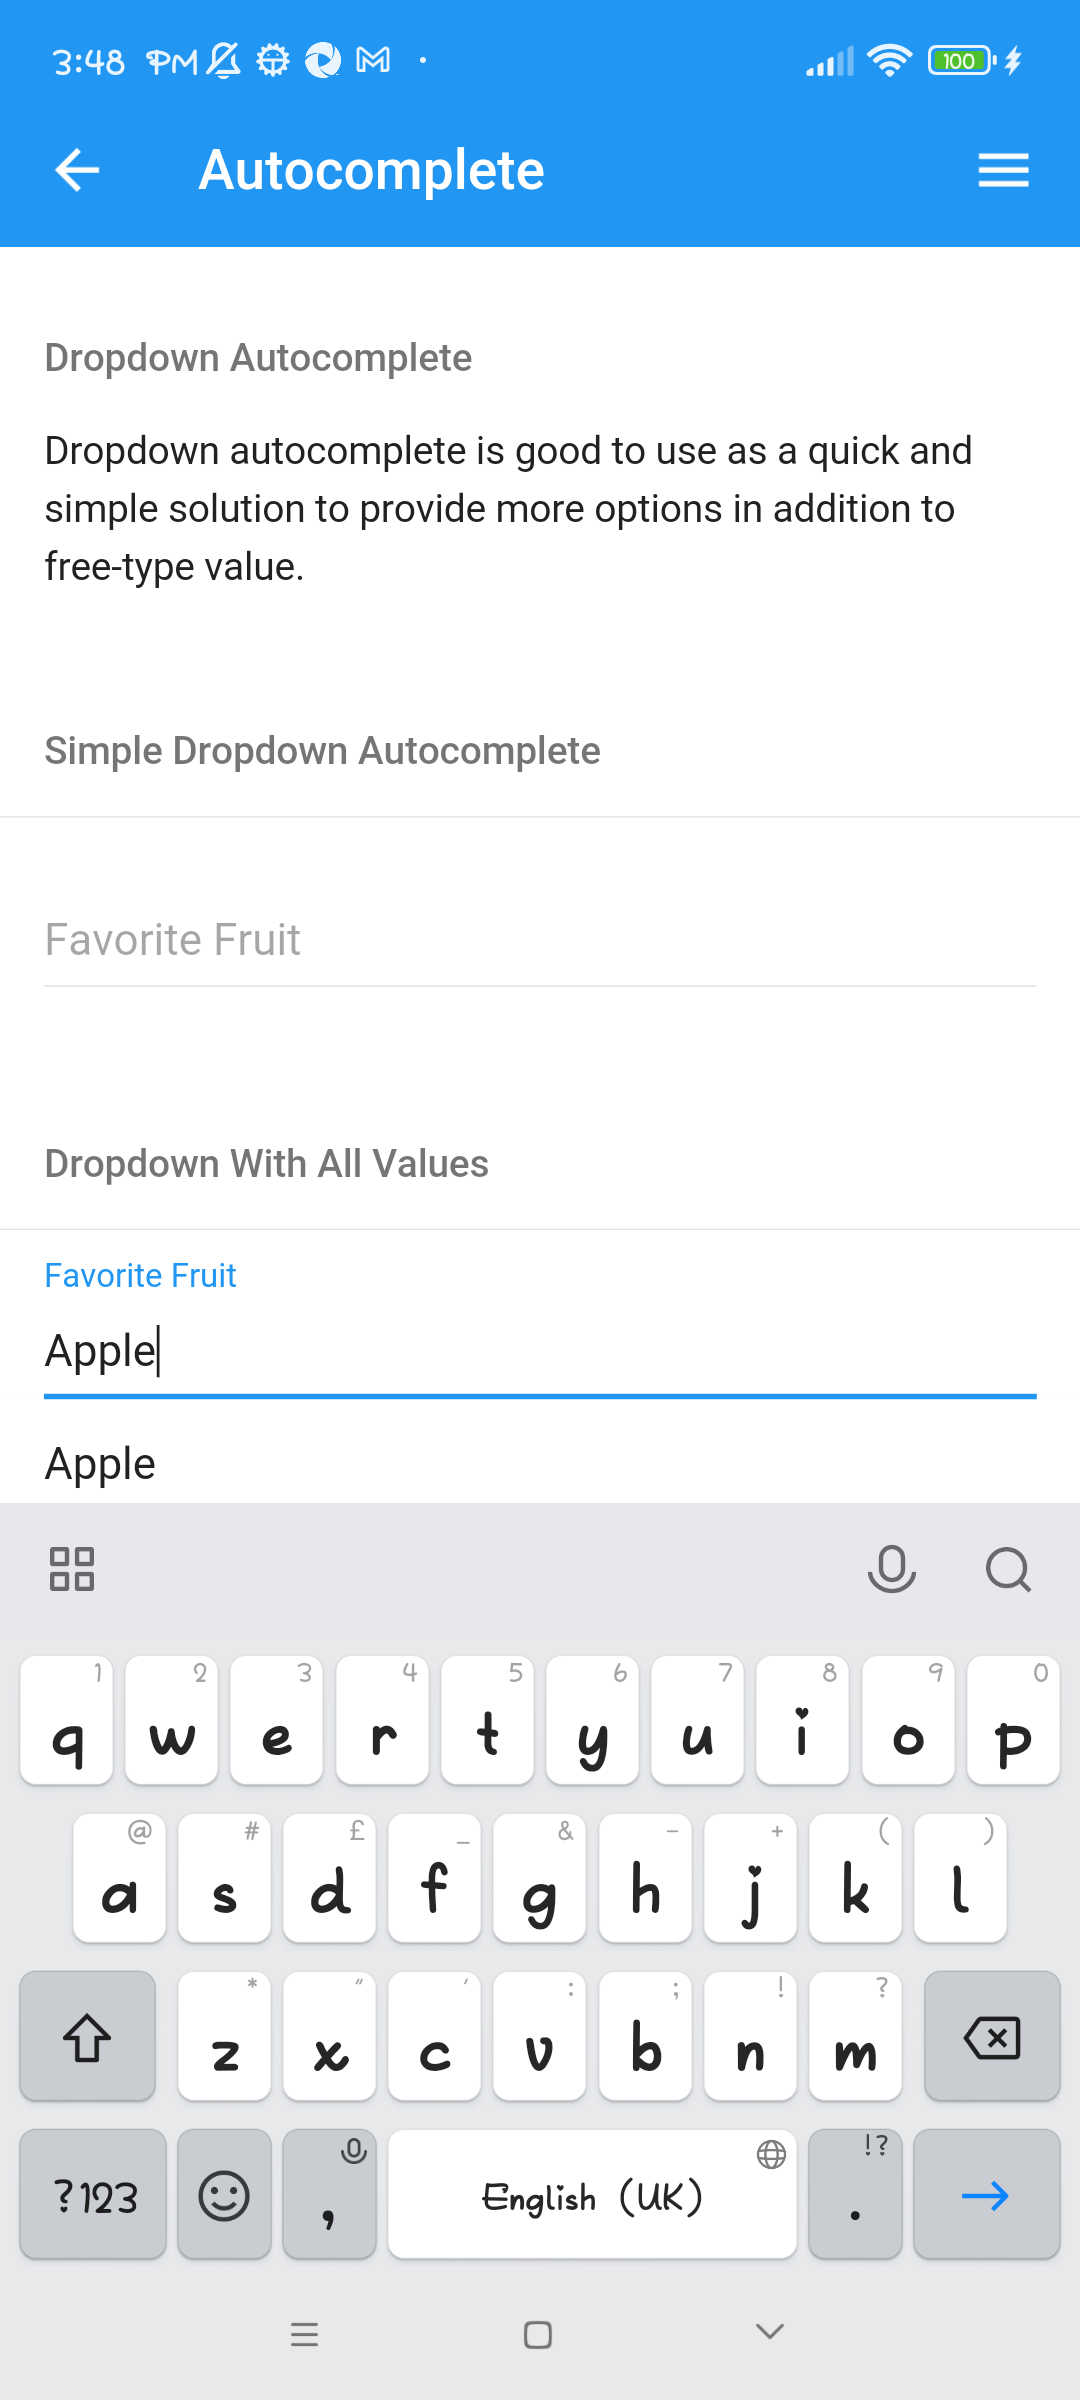 3:48 PM
100
Autocomplete
Dropdown Autocomplete
Dropdown autocomplete is good to use as a quick and
simple solution to provide more options in addition to
free-type value.
Simple Dropdown Autocomplete
Favorite Fruit
Dropdown With All Values
Favorite Fruit
Apple
Apple
1 2 3 4 5 6 7 8 9 0
q w e r t y u i o p
@ # £ _ & - + ( )
a s d f g h j k l
* " ' : ; ! ?
z x c v b n m
!?
?123 , English (UK) .